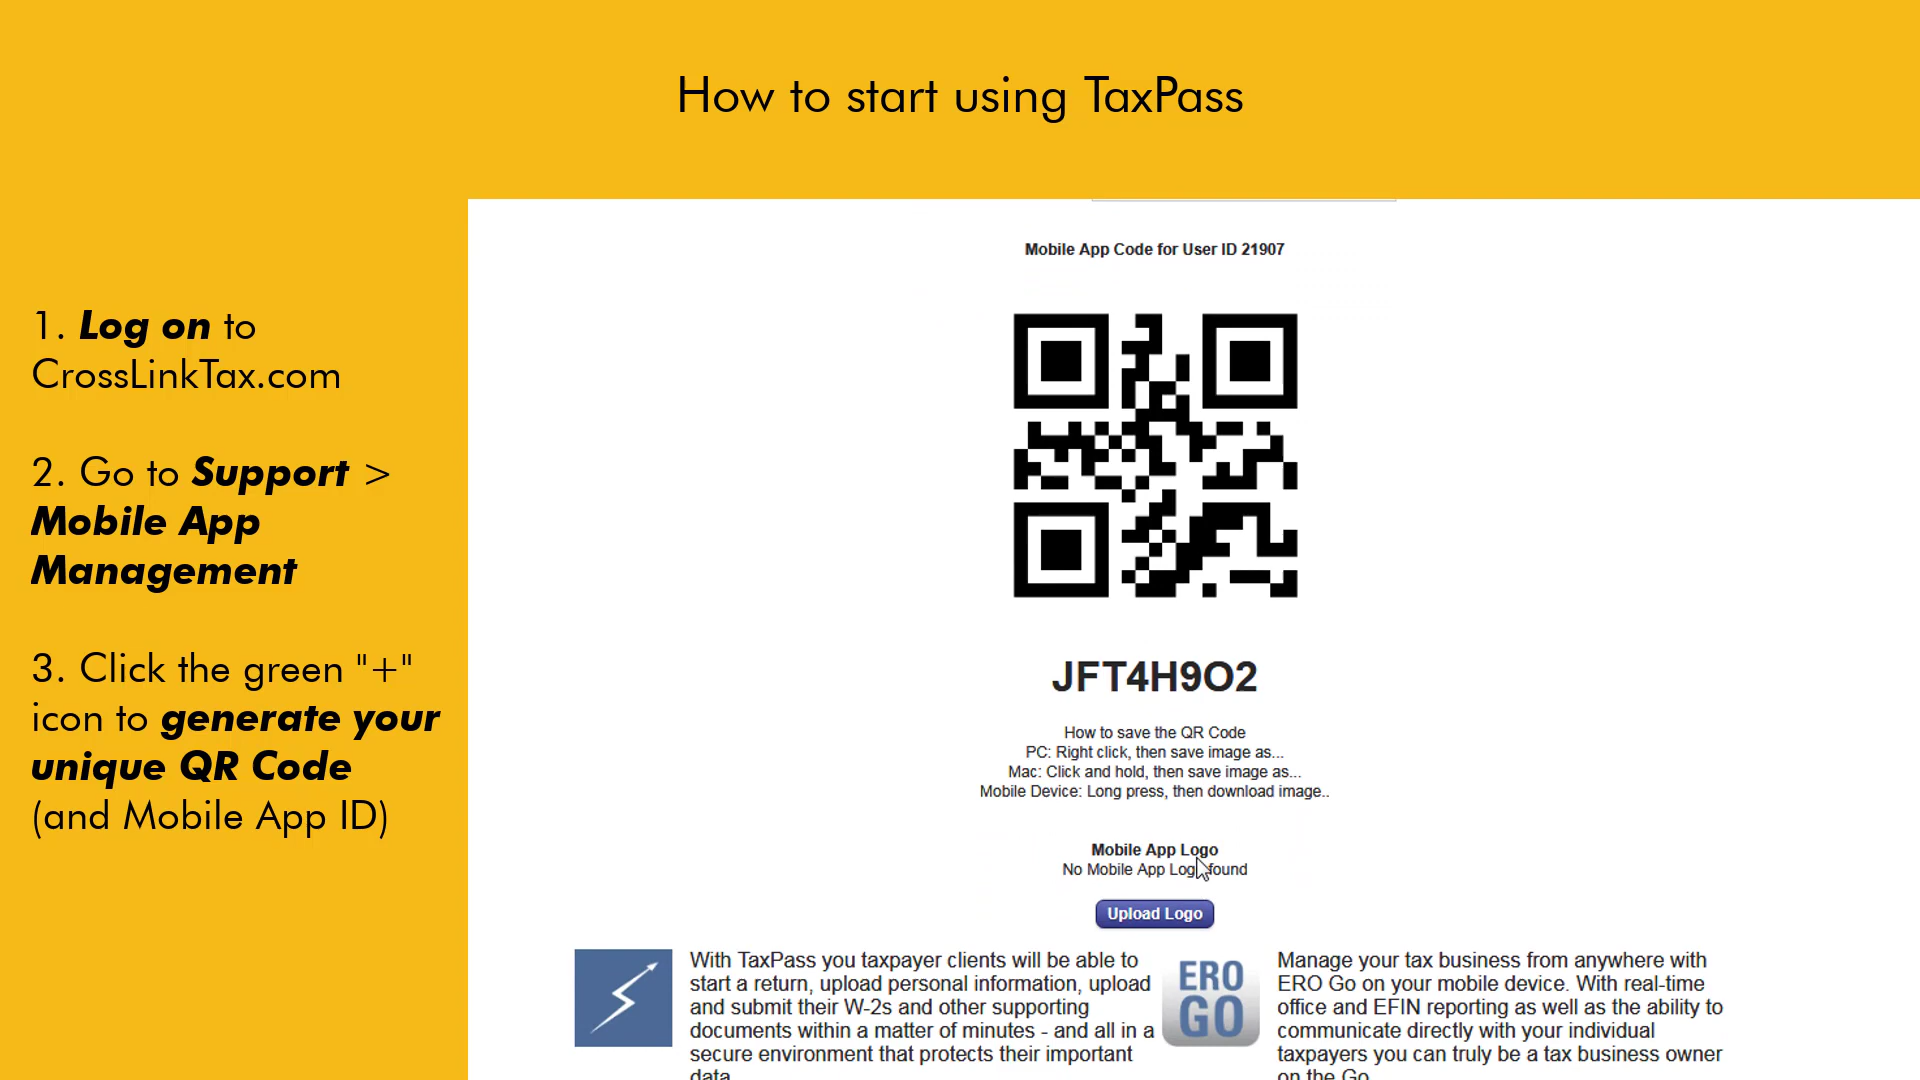 How to start using TaxPass
1. Log on to
CrossLinkTax.com
2. Go to Support >
Mobile App
Management
3. Click the green "+"
icon to generate your
unique QR Code
(and Mobile App ID)
Mobile App Code for User ID 21907
JFT4H9O2
How to save the QR Code
PC: Right click, then save image as...
Mac: Click and hold, then save image as...
Mobile Device: Long press, then download image..
Mobile App Logo
No Mobile App Logo found
Upload Logo
With TaxPass you taxpayer clients will be able to
start a return, upload personal information, upload
and submit their W-2s and other supporting
documents within a matter of minutes - and all in a
secure environment that protects their important
data.
ERO
GO
Manage your tax business from anywhere with
ERO Go on your mobile device. With real-time
office and EFIN reporting as well as the ability to
communicate directly with your individual
taxpayers you can truly be a tax business owner
on the Go.